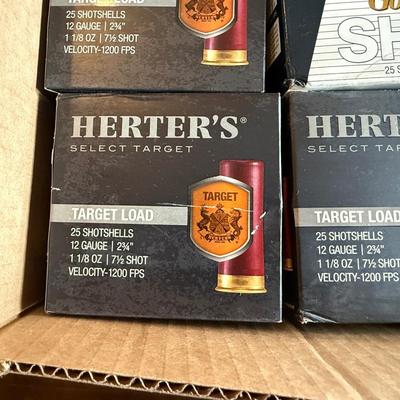 TARGET LOAD
25 SHOTSHELLS
12 GAUGE | 2¾"
1 1/8 OZ | 7½ SHOT
VELOCITY-1200 FPS
SH
25 S
HERTER'S®
SELECT TARGET
TARGET
HERTER'S
TARGET LOAD
25 SHOTSHELLS
12 GAUGE | 2¾"
1 1/8 OZ | 7½ SHOT
VELOCITY-1200 FPS
HERT
SELECT TAR
TARGET LOAD
25 SHOTSHELLS
12 GAUGE | 2¾"
1 1/8 OZ | 7½ SHOT
VELOCITY-1200 FPS